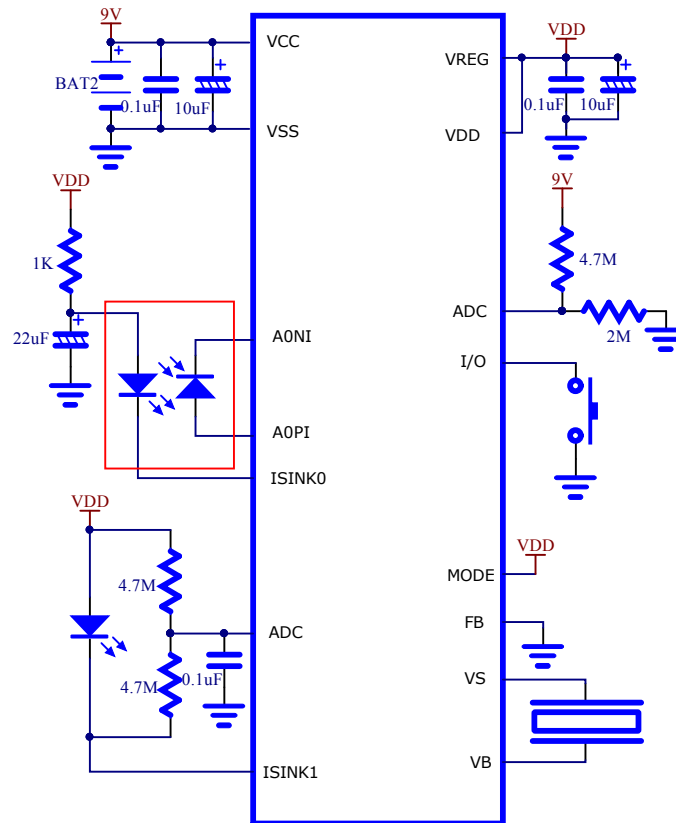 9V
VCC
BAT2
0.1uF
10uF
VSS
VDD
1K
22uF
A0NI
A0PI
ISINK0
VDD
4.7M
ADC
4.7M
0.1uF
ISINK1
VDD
VREG
0.1uF
10uF
VDD
9V
4.7M
ADC
2M
I/O
VDD
MODE
FB
VS
VB